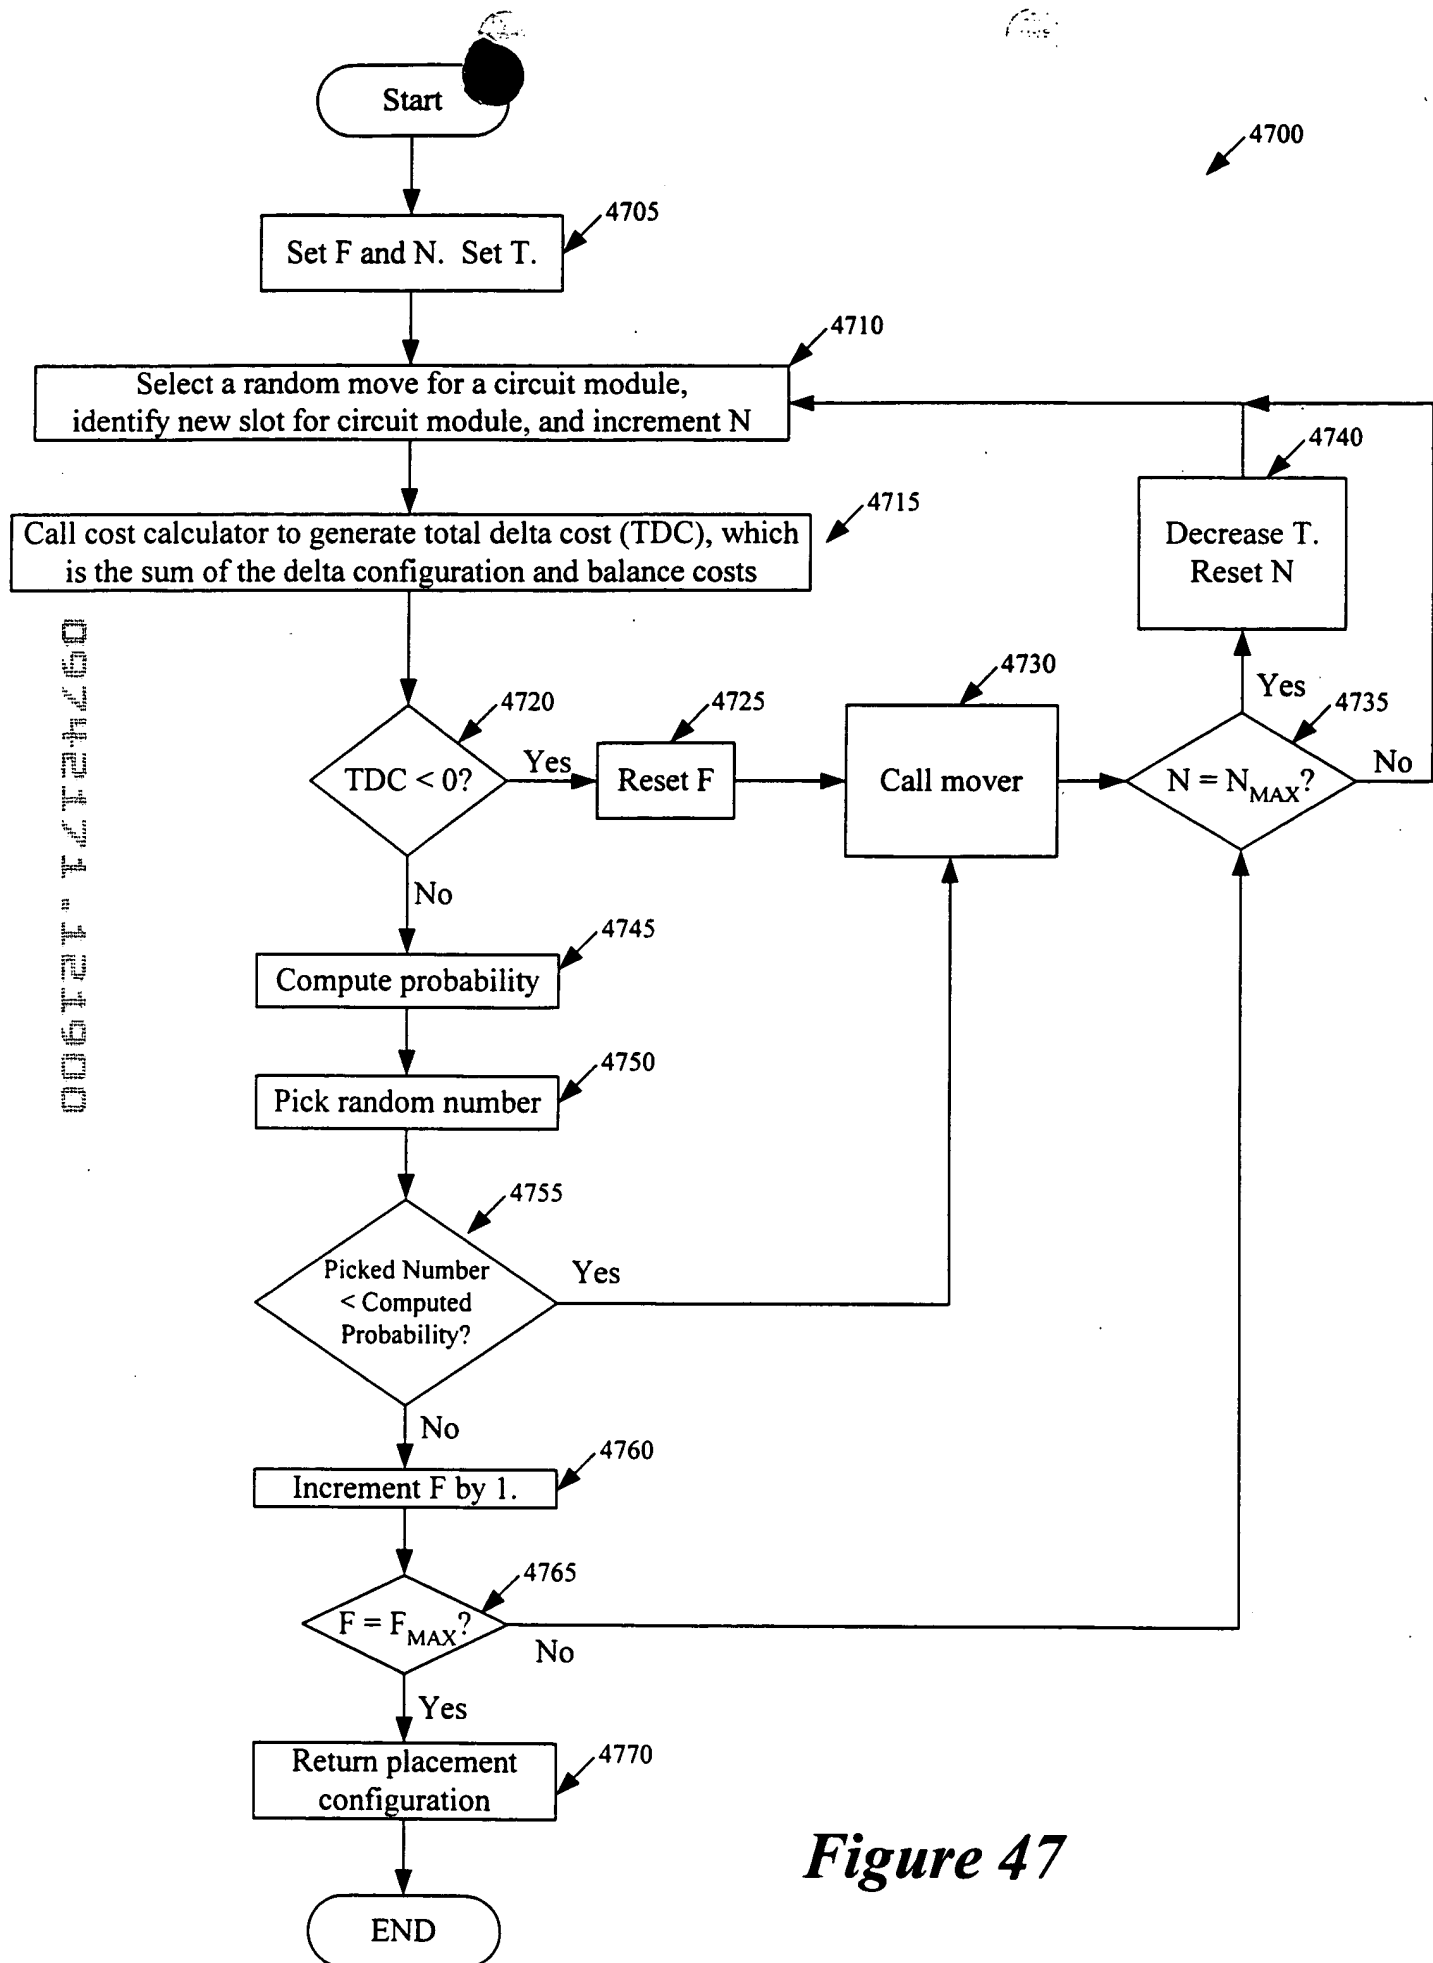 Start
4700
4705
Set F and N. Set T.
4710
Select a random move for a circuit module,
identify new slot for circuit module, and increment N
4740
4715
Call cost calculator to generate total delta cost (TDC), which
is the sum of the delta configuration and balance costs
Decrease T.
Reset N
4730
Yes
4720
4725
4735
TDC < 0?
Yes
Reset F
Call mover
N = NMAX?
No
No
4745
Compute probability
4750
Pick random number
4755
Picked Number
< Computed
Probability?
Yes
No
4760
Increment F by 1.
4765
F = FMAX?
No
Yes
4770
Return placement
configuration
Figure 47
END